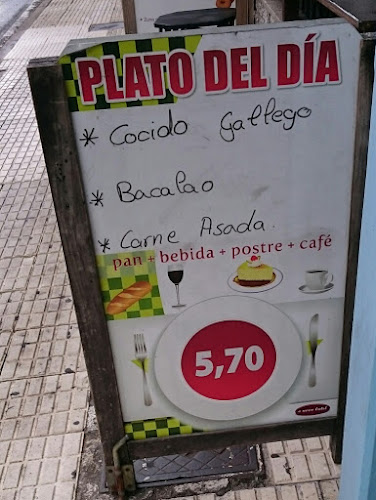 PLATO DEL DÍA
* Cocido Gallego
* Bacalao
* Carne Asada
pan + bebida + postre + café
5,70